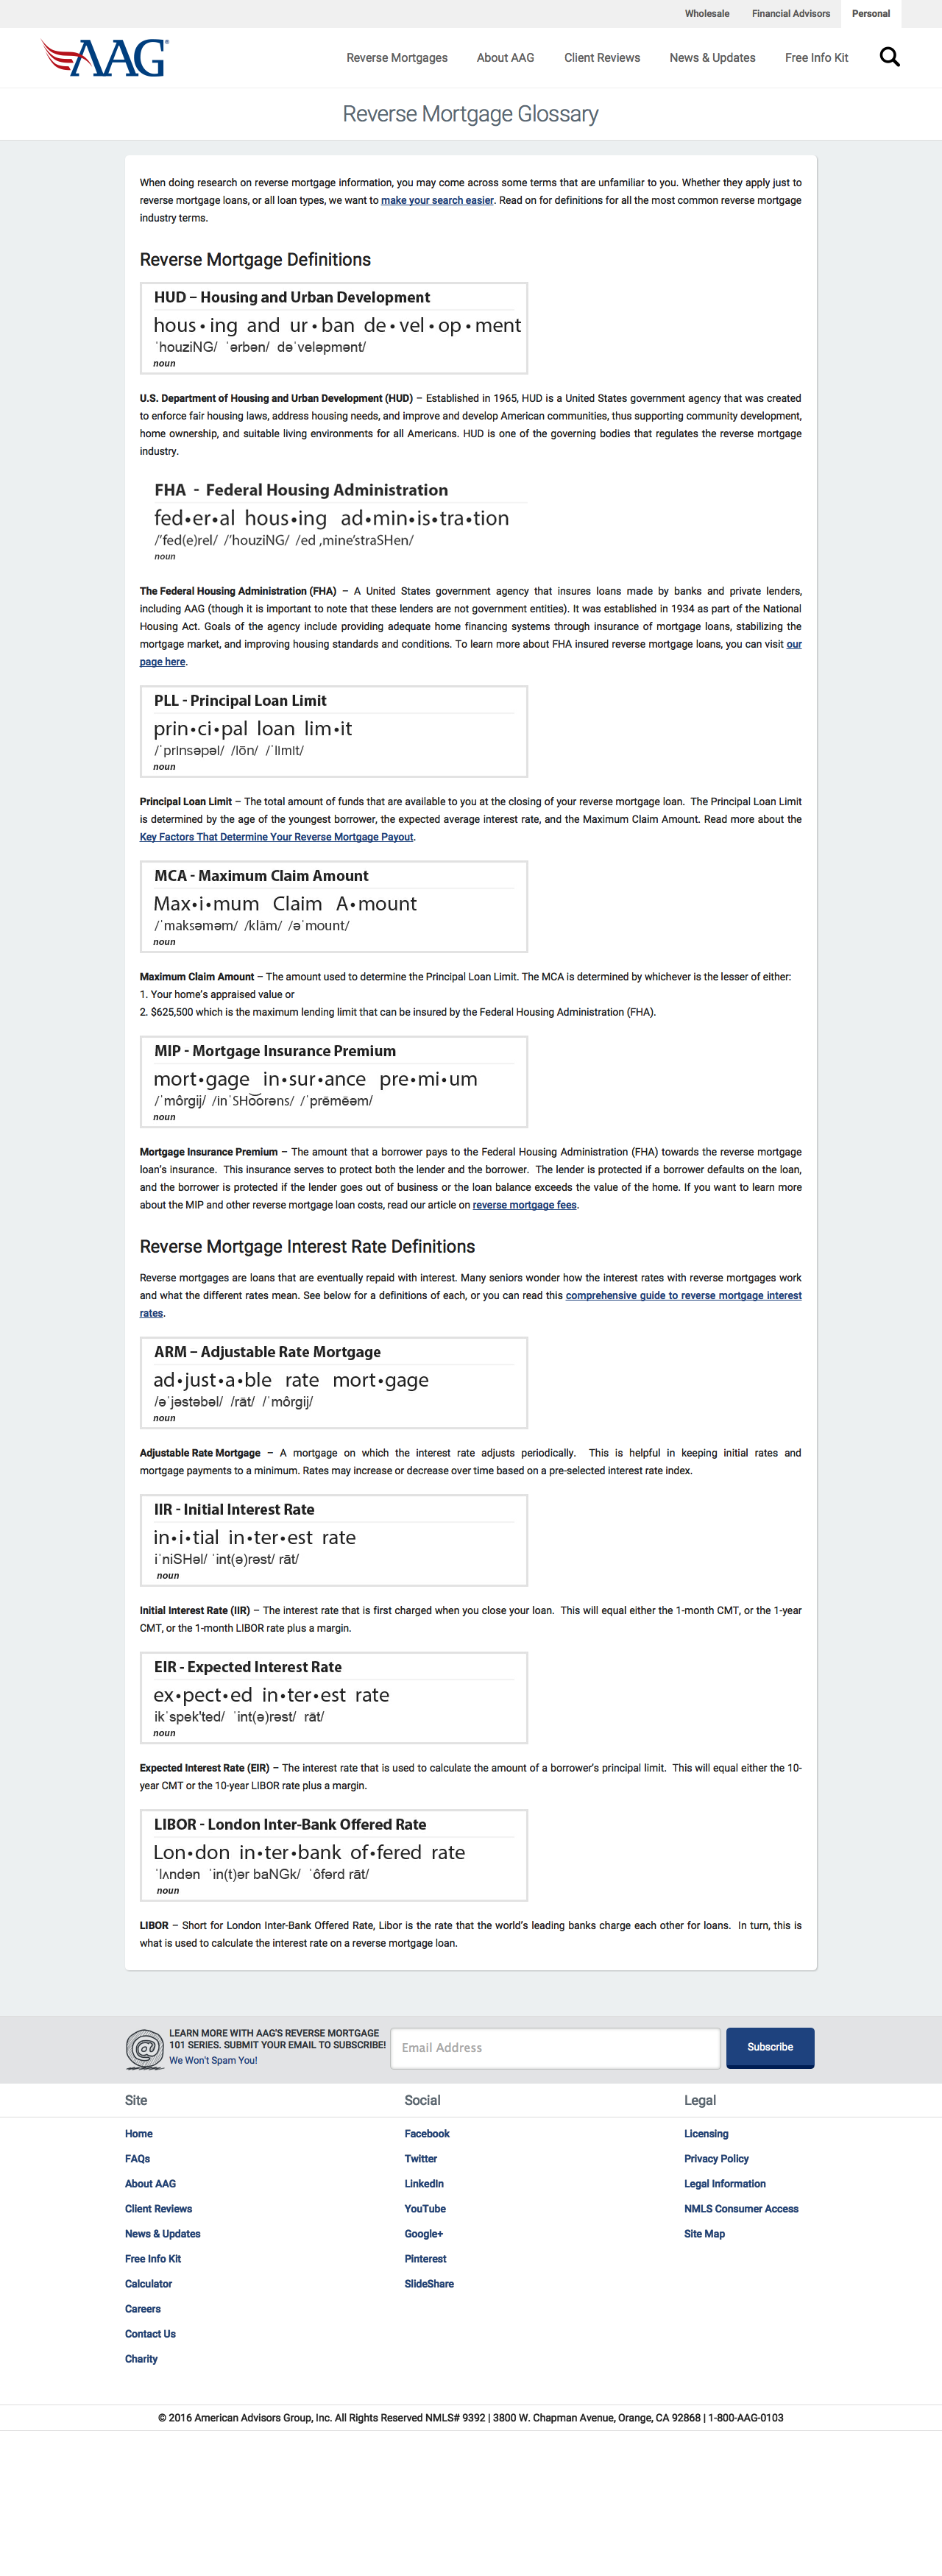 Wholesale Financial Advisors Personal
AAG®
Reverse Mortgages About AAG Client Reviews News & Updates Free Info Kit
Reverse Mortgage Glossary
When doing research on reverse mortgage information, you may come across some terms that are unfamiliar to you. Whether they apply just to
reverse mortgage loans, or all loan types, we want to make your search easier. Read on for definitions for all the most common reverse mortgage
industry terms.
Reverse Mortgage Definitions
HUD – Housing and Urban Development
hous • ing and ur • ban de • vel • op • ment
ˈhouziNG/ ˈərbən/ dəˈveləpmənt/
noun
U.S. Department of Housing and Urban Development (HUD) – Established in 1965, HUD is a United States government agency that was created
to enforce fair housing laws, address housing needs, and improve and develop American communities, thus supporting community development,
home ownership, and suitable living environments for all Americans. HUD is one of the governing bodies that regulates the reverse mortgage
industry.
FHA - Federal Housing Administration
fed•er•al hous•ing ad•min•is•tra•tion
/'fed(e)rel/ /'houziNG/ /ed ,mine'straSHen/
noun
The Federal Housing Administration (FHA) – A United States government agency that insures loans made by banks and private lenders,
including AAG (though it is important to note that these lenders are not government entities). It was established in 1934 as part of the National
Housing Act. Goals of the agency include providing adequate home financing systems through insurance of mortgage loans, stabilizing the
mortgage market, and improving housing standards and conditions. To learn more about FHA insured reverse mortgage loans, you can visit our
page here.
PLL - Principal Loan Limit
prin•ci•pal loan lim•it
/ˈprinsəpəl/ /lōn/ /ˈlimit/
noun
Principal Loan Limit – The total amount of funds that are available to you at the closing of your reverse mortgage loan. The Principal Loan Limit
is determined by the age of the youngest borrower, the expected average interest rate, and the Maximum Claim Amount. Read more about the
Key Factors That Determine Your Reverse Mortgage Payout.
MCA - Maximum Claim Amount
Max•i•mum Claim A•mount
/ˈmaksəməm/ /klām/ /əˈmount/
noun
Maximum Claim Amount – The amount used to determine the Principal Loan Limit. The MCA is determined by whichever is the lesser of either:
1. Your home's appraised value or
2. $625,500 which is the maximum lending limit that can be insured by the Federal Housing Administration (FHA).
MIP - Mortgage Insurance Premium
mort•gage in•sur•ance pre•mi•um
/ˈmôrgij/ /inˈSHo͝orəns/ /ˈprēmēəm/
noun
Mortgage Insurance Premium – The amount that a borrower pays to the Federal Housing Administration (FHA) towards the reverse mortgage
loan's insurance. This insurance serves to protect both the lender and the borrower. The lender is protected if a borrower defaults on the loan,
and the borrower is protected if the lender goes out of business or the loan balance exceeds the value of the home. If you want to learn more
about the MIP and other reverse mortgage loan costs, read our article on reverse mortgage fees.
Reverse Mortgage Interest Rate Definitions
Reverse mortgages are loans that are eventually repaid with interest. Many seniors wonder how the interest rates with reverse mortgages work
and what the different rates mean. See below for a definitions of each, or you can read this comprehensive guide to reverse mortgage interest
rates.
ARM – Adjustable Rate Mortgage
ad•just•a•ble rate mort•gage
/əˈjəstəbəl/ /rāt/ /ˈmôrgij/
noun
Adjustable Rate Mortgage – A mortgage on which the interest rate adjusts periodically. This is helpful in keeping initial rates and
mortgage payments to a minimum. Rates may increase or decrease over time based on a pre-selected interest rate index.
IIR - Initial Interest Rate
in•i•tial in•ter•est rate
iˈniSHəl/ ˈint(ə)rəst/ rāt/
noun
Initial Interest Rate (IIR) – The interest rate that is first charged when you close your loan. This will equal either the 1-month CMT, or the 1-year
CMT, or the 1-month LIBOR rate plus a margin.
EIR - Expected Interest Rate
ex•pect•ed in•ter•est rate
ikˈspek'ted/ ˈint(ə)rəst/ rāt/
noun
Expected Interest Rate (EIR) – The interest rate that is used to calculate the amount of a borrower's principal limit. This will equal either the 10-
year CMT or the 10-year LIBOR rate plus a margin.
LIBOR - London Inter-Bank Offered Rate
Lon•don in•ter•bank of•fered rate
ˈlʌndən ˈin(t)ər baNGk/ ˈôfərd rāt/
noun
LIBOR – Short for London Inter-Bank Offered Rate, Libor is the rate that the world's leading banks charge each other for loans. In turn, this is
what is used to calculate the interest rate on a reverse mortgage loan.
LEARN MORE WITH AAG'S REVERSE MORTGAGE
101 SERIES. SUBMIT YOUR EMAIL TO SUBSCRIBE!
We Won't Spam You!
Email Address
Subscribe
Site
Home
FAQs
About AAG
Client Reviews
News & Updates
Free Info Kit
Calculator
Careers
Contact Us
Charity
Social
Facebook
Twitter
LinkedIn
YouTube
Google+
Pinterest
SlideShare
Legal
Licensing
Privacy Policy
Legal Information
NMLS Consumer Access
Site Map
© 2016 American Advisors Group, Inc. All Rights Reserved NMLS# 9392 | 3800 W. Chapman Avenue, Orange, CA 92868 | 1-800-AAG-0103